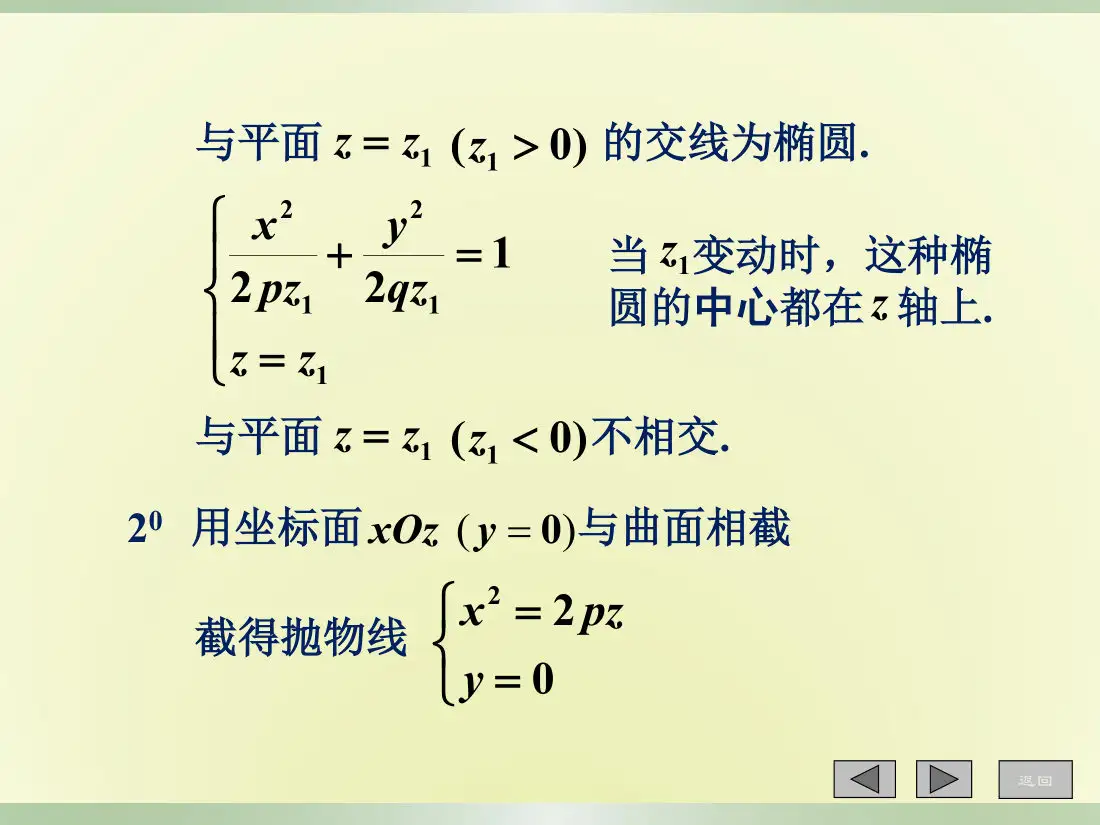 与平面 z = z₁ (z₁ > 0) 的交线为椭圆.
x²/2pz₁ + y²/2qz₁ = 1
z = z₁
当 z₁变动时，这种椭
圆的中心都在 z 轴上.
与平面 z = z₁ (z₁ < 0)不相交.
2⁰ 用坐标面 xOz (y = 0)与曲面相截
截得抛物线
x² = 2pz
y = 0
返回